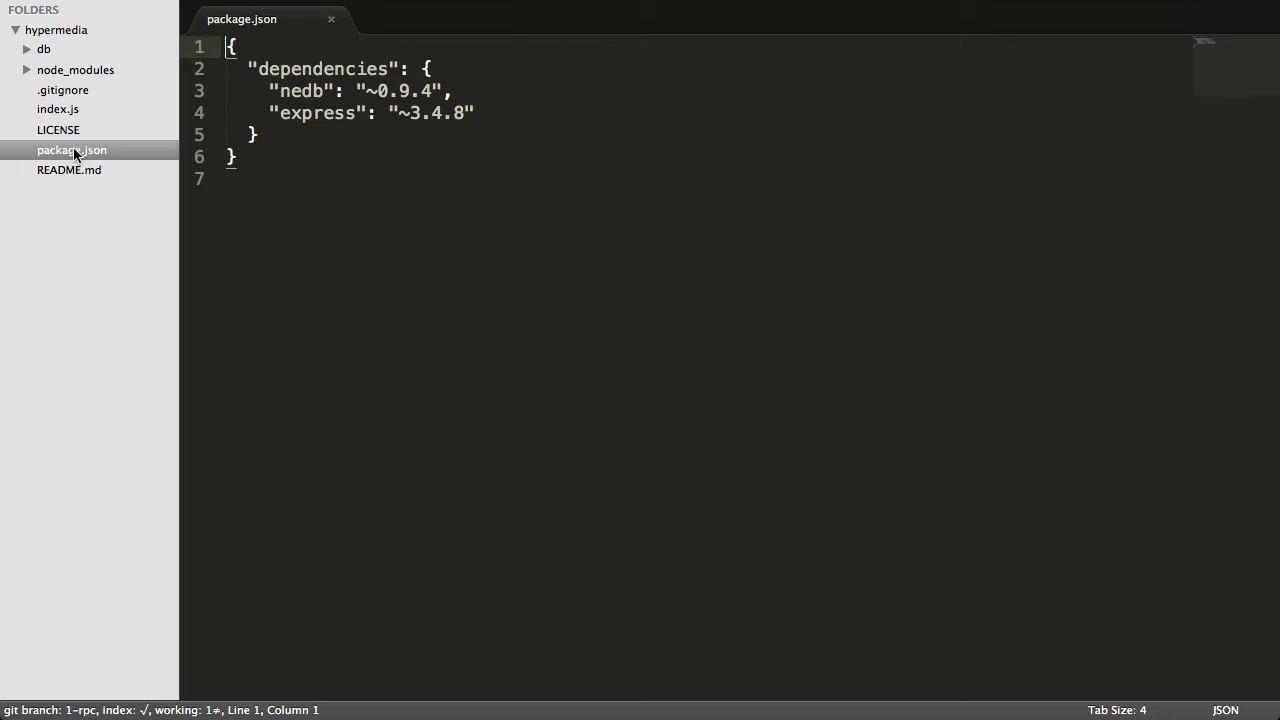 FOLDERS
hypermedia
db
node_modules
.gitignore
index.js
LICENSE
package.json
README.md
package.json ×
1 {
2   "dependencies": {
3     "nedb": "~0.9.4",
4     "express": "~3.4.8"
5   }
6 }
7
git branch: 1-rpc, index: √, working: 1≠, Line 1, Column 1
Tab Size: 4
JSON